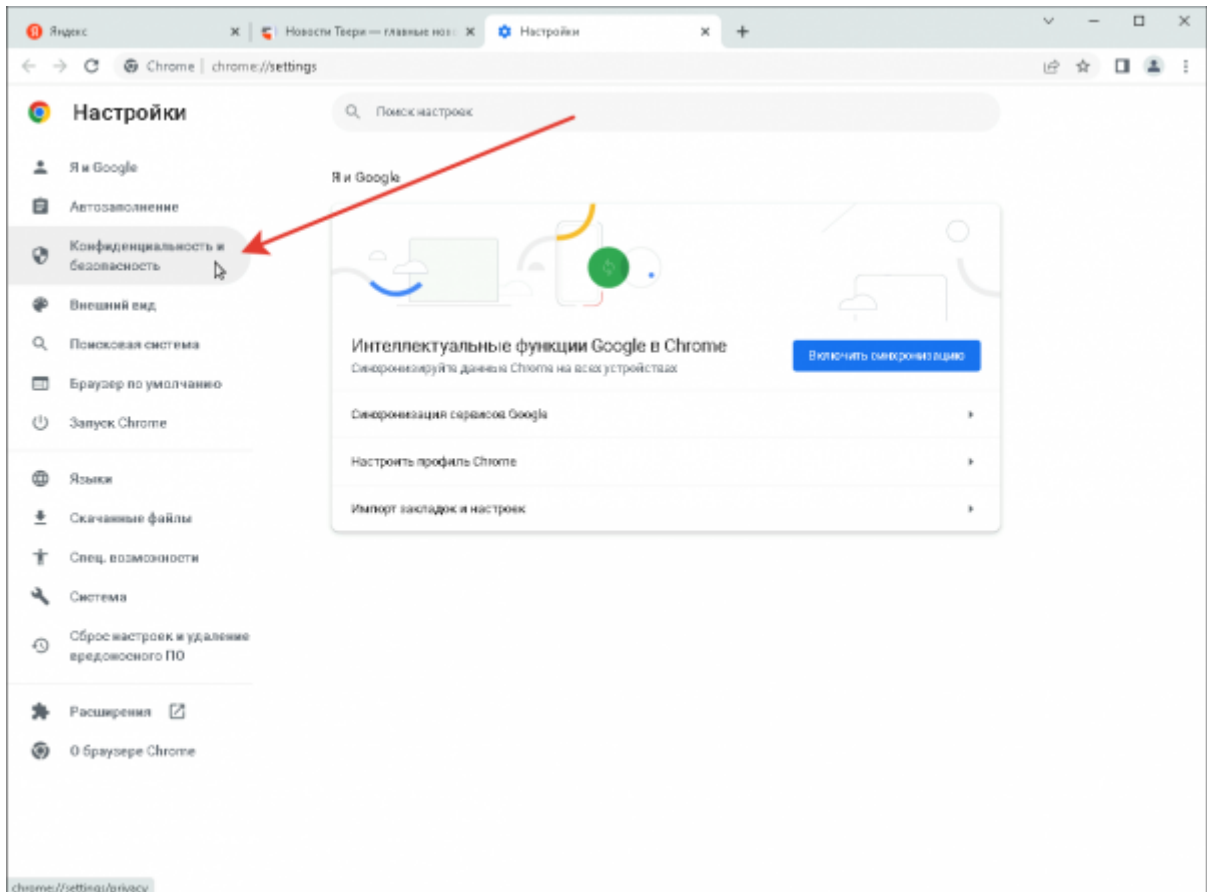 Яндекс
Новости Твери — главные нов
Настройки
Chrome | chrome://settings
Настройки
Поиск настроек
Я и Google
Автозаполнение
Конфиденциальность и
безопасность
Внешний вид
Поисковая система
Браузер по умолчанию
Запуск Chrome
Языки
Скачанные файлы
Спец. возможности
Система
Сброс настроек и удаление
вредоносного ПО
Расширения
О браузере Chrome
Я и Google
Интеллектуальные функции Google в Chrome
Синхронизируйте данные Chrome на всех устройствах
Включить синхронизацию
Синхронизация сервисов Google
Настроить профиль Chrome
Импорт закладок и настроек
chrome://settings/privacy